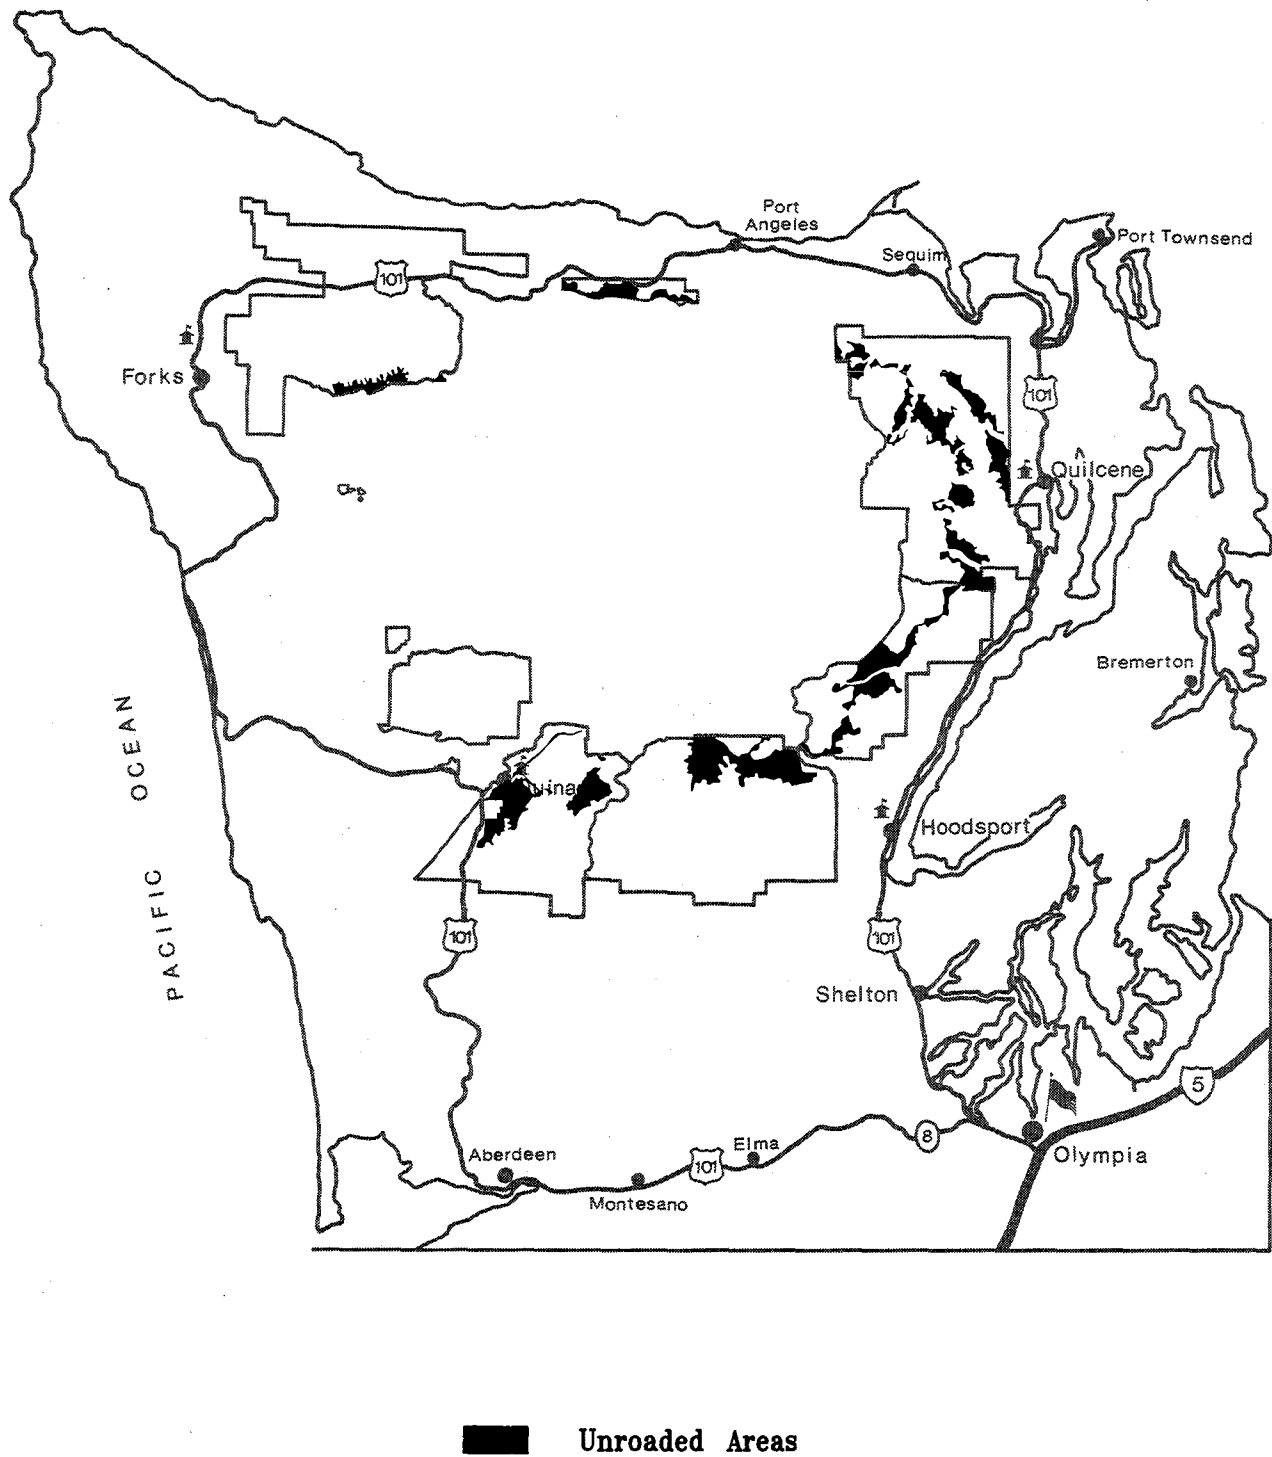 Port
Angeles
Port Townsend
Sequim
101
Forks
101
Quilcene
Bremerton
PACIFIC OCEAN
Hoodsport
101
101
Shelton
5
8
Elma
Aberdeen
101
Olympia
Montesano
Unroaded Areas